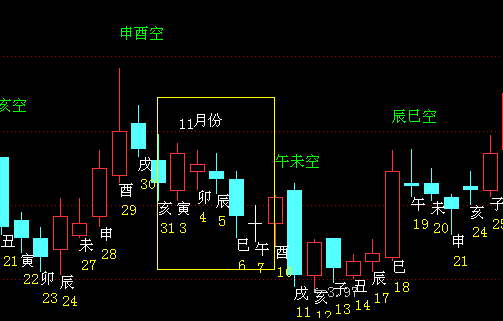 申酉空
亥空
辰巳空
11月份
午未空
丑
21
寅
22
卯
23
辰
24
未
27
申
28
酉
29
戌
30
亥
31
寅
3
卯
4
辰
5
巳
6
午
7
酉
10
戌
11
亥
12
子
13
丑
14
辰
17
巳
18
午
19
未
20
申
21
亥
24
子
25